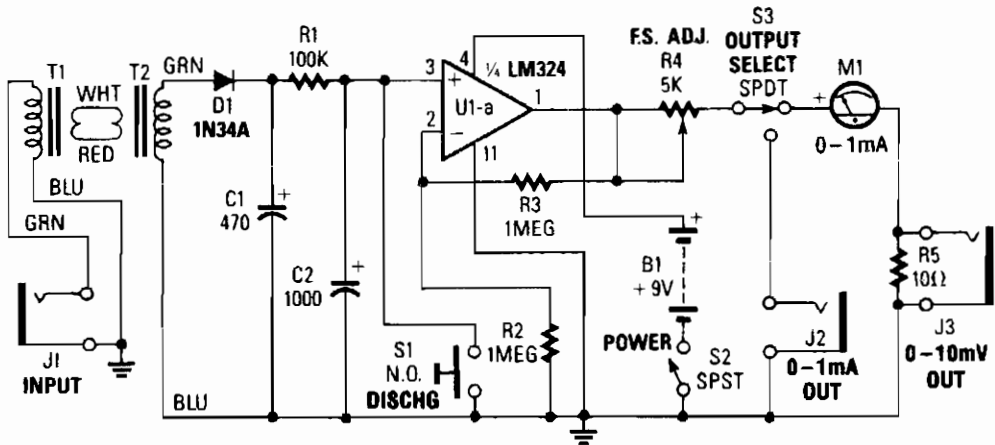 T1
WHT
RED
T2
GRN
D1
1N34A
R1
100K
BLU
GRN
J1
INPUT
C1
470
+
C2
1000
+
BLU
3
+
4
1/4 LM324
U1-a
1
2
−
11
R3
1MEG
R2
1MEG
S1
N.O.
DISCHG
F.S. ADJ.
R4
5K
S3
OUTPUT
SELECT
SPDT
M1
+
0–1mA
+
B1
+9V
POWER
S2
SPST
J2
0–1mA
OUT
R5
10Ω
J3
0–10mV
OUT